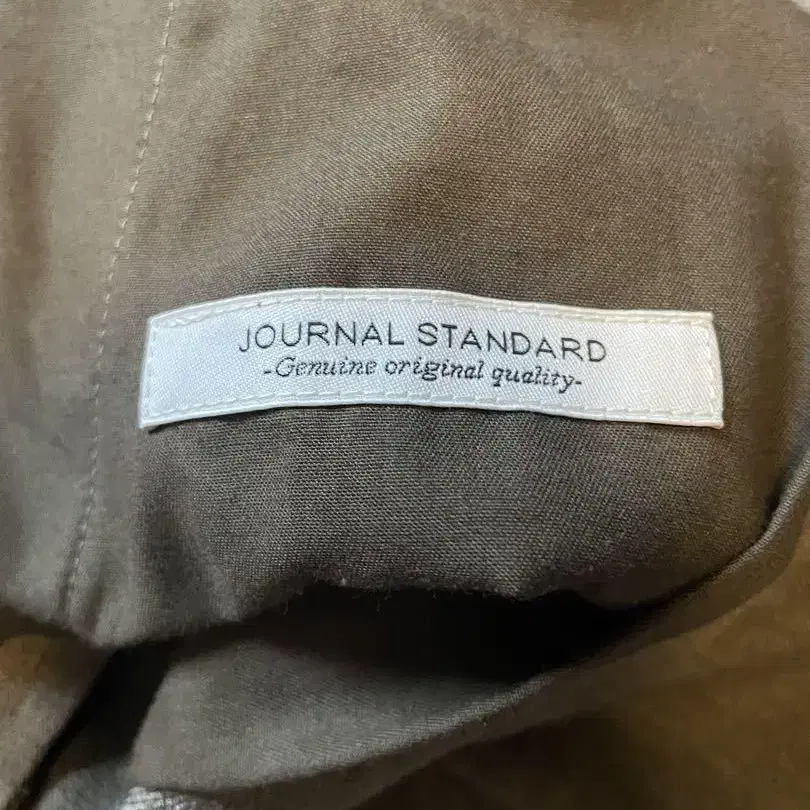 JOURNAL STANDARD
-Genuine original quality-